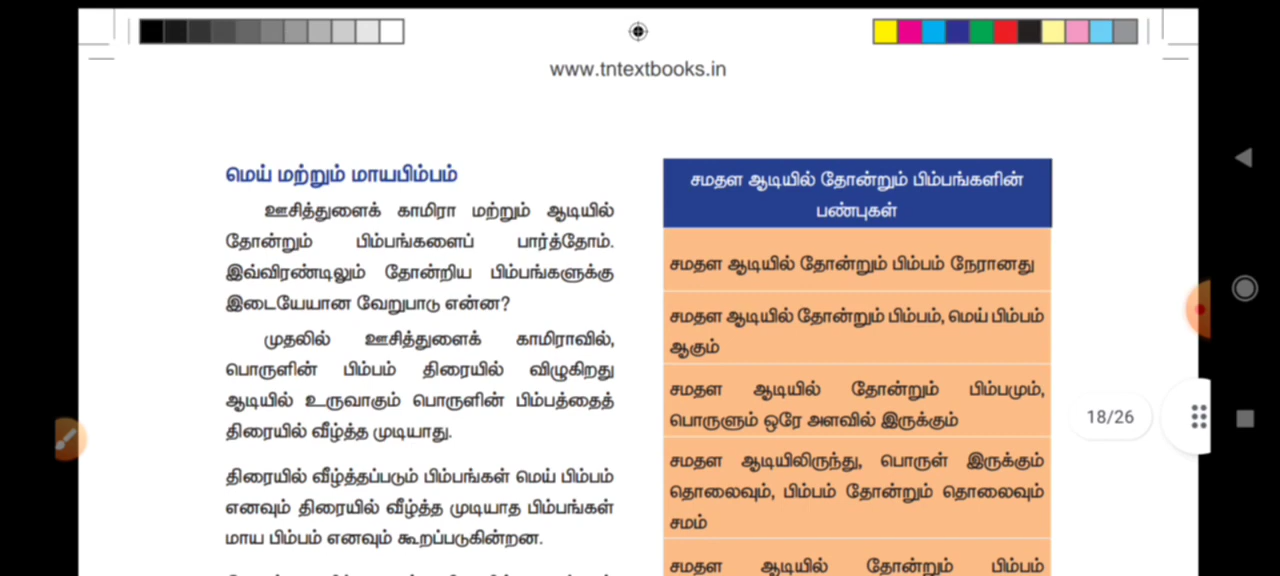 www.tntextbooks.in
மெய் மற்றும் மாயபிம்பம்
ஊசித்துளைக் காமிரா மற்றும் ஆடியில்
தோன்றும் பிம்பங்களைப் பார்த்தோம்.
இவ்விரண்டிலும் தோன்றிய பிம்பங்களுக்கு
இடையேயான வேறுபாடு என்ன?
முதலில் ஊசித்துளைக் காமிராவில்,
பொருளின் பிம்பம் திரையில் விழுகிறது
ஆடியில் உருவாகும் பொருளின் பிம்பத்தைத்
திரையில் வீழ்த்த முடியாது.
திரையில் வீழ்த்தப்படும் பிம்பங்கள் மெய் பிம்பம்
எனவும் திரையில் வீழ்த்த முடியாத பிம்பங்கள்
மாய பிம்பம் எனவும் கூறப்படுகின்றன.
சமதள ஆடியில் தோன்றும் பிம்பங்களின்
பண்புகள்
சமதள ஆடியில் தோன்றும் பிம்பம் நேரானது
சமதள ஆடியில் தோன்றும் பிம்பம், மெய் பிம்பம்
ஆகும்
சமதள ஆடியில் தோன்றும் பிம்பமும்,
பொருளும் ஒரே அளவில் இருக்கும்
சமதள ஆடியிலிருந்து, பொருள் இருக்கும்
தொலைவும், பிம்பம் தோன்றும் தொலைவும்
சமம்
சமதள ஆடியில் தோன்றும் பிம்பம்
18/26